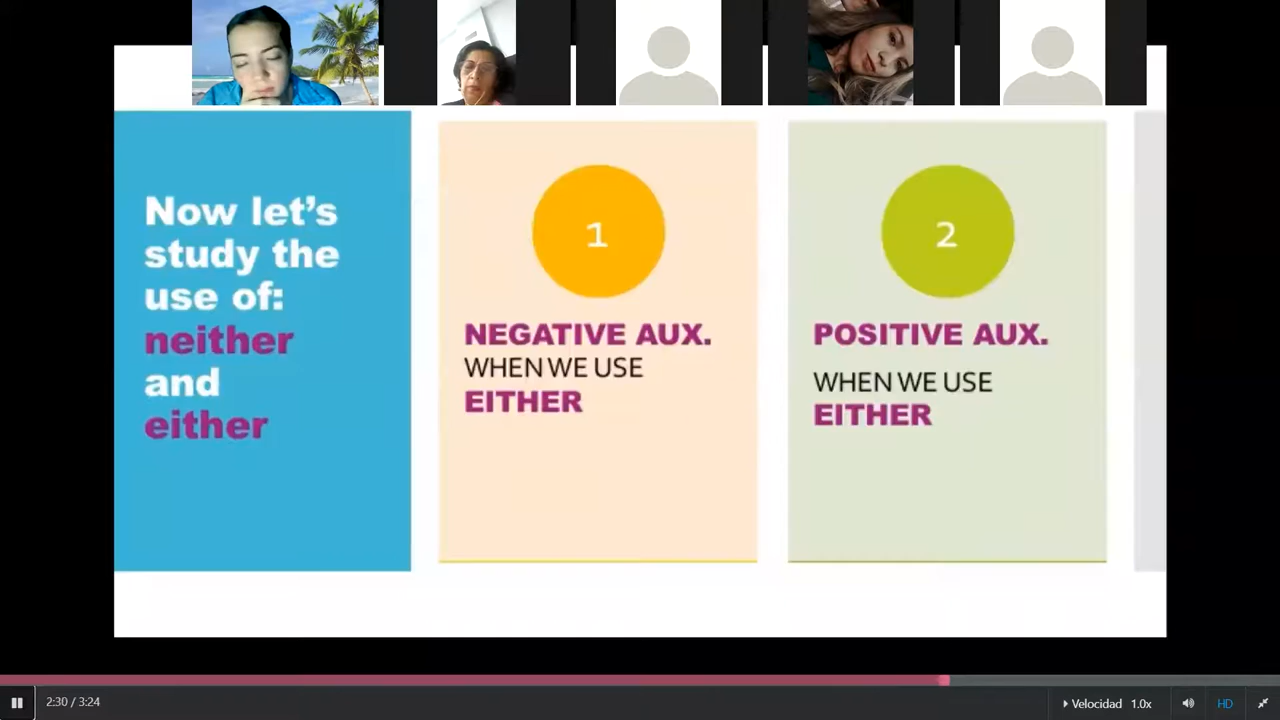 Now let's
study the
use of:
neither
and
either
1
NEGATIVE AUX.
WHEN WE USE
EITHER
2
POSITIVE AUX.
WHEN WE USE
EITHER
2:30 / 3:24
Velocidad 1.0x
HD